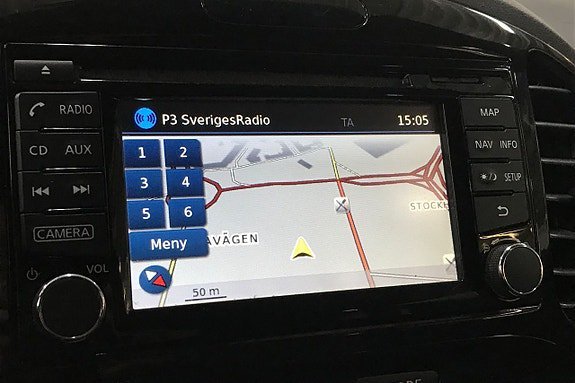 P3 SverigesRadio
TA
15:05
RADIO
CD
AUX
CAMERA
VOL
1
2
3
4
5
6
Meny
AVÄGEN
STOCK
50 m
MAP
NAV
INFO
SETUP